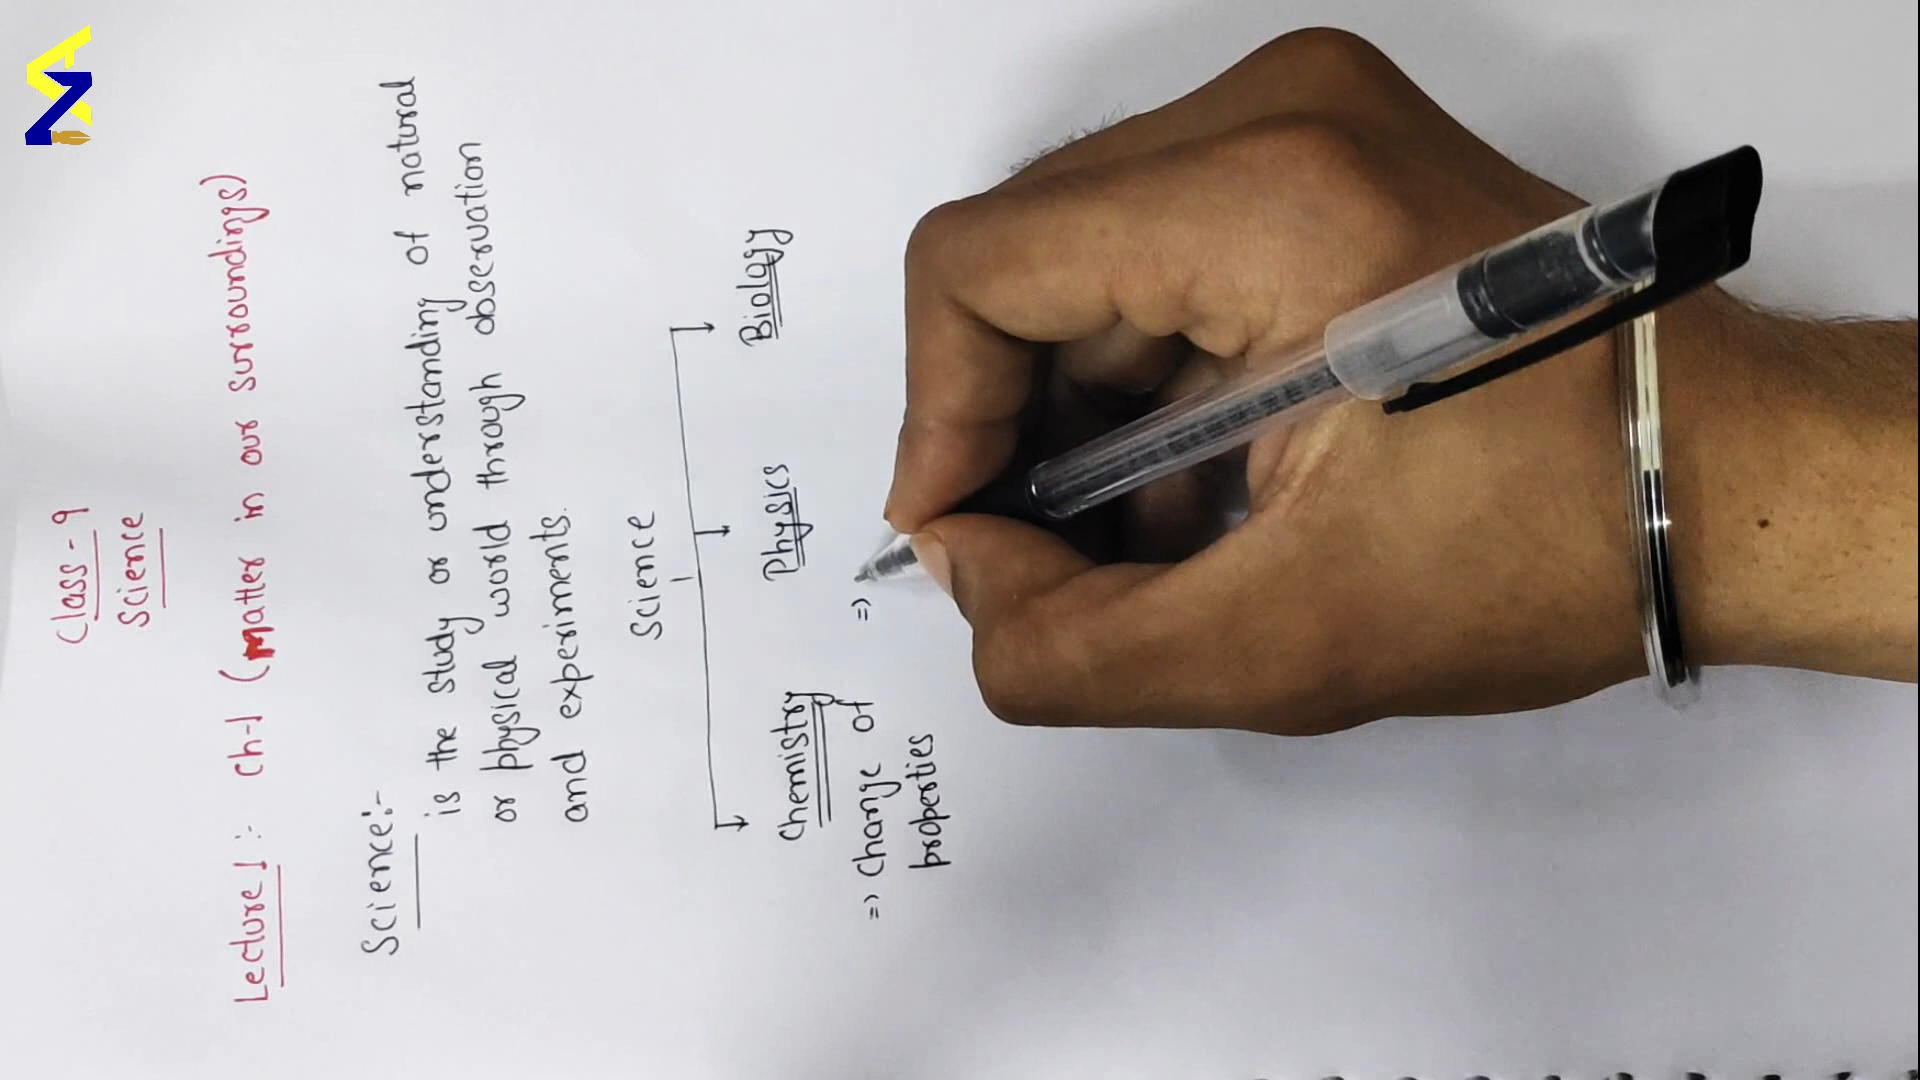 Class - 9
Science
Lecture 1 :- Ch-1 (Matter in our surroundings)
Science:-
is the study or understanding of natural
or physical world through observation
and experiments.
Science
Chemistry Physics Biology
=> Change of =>
properties